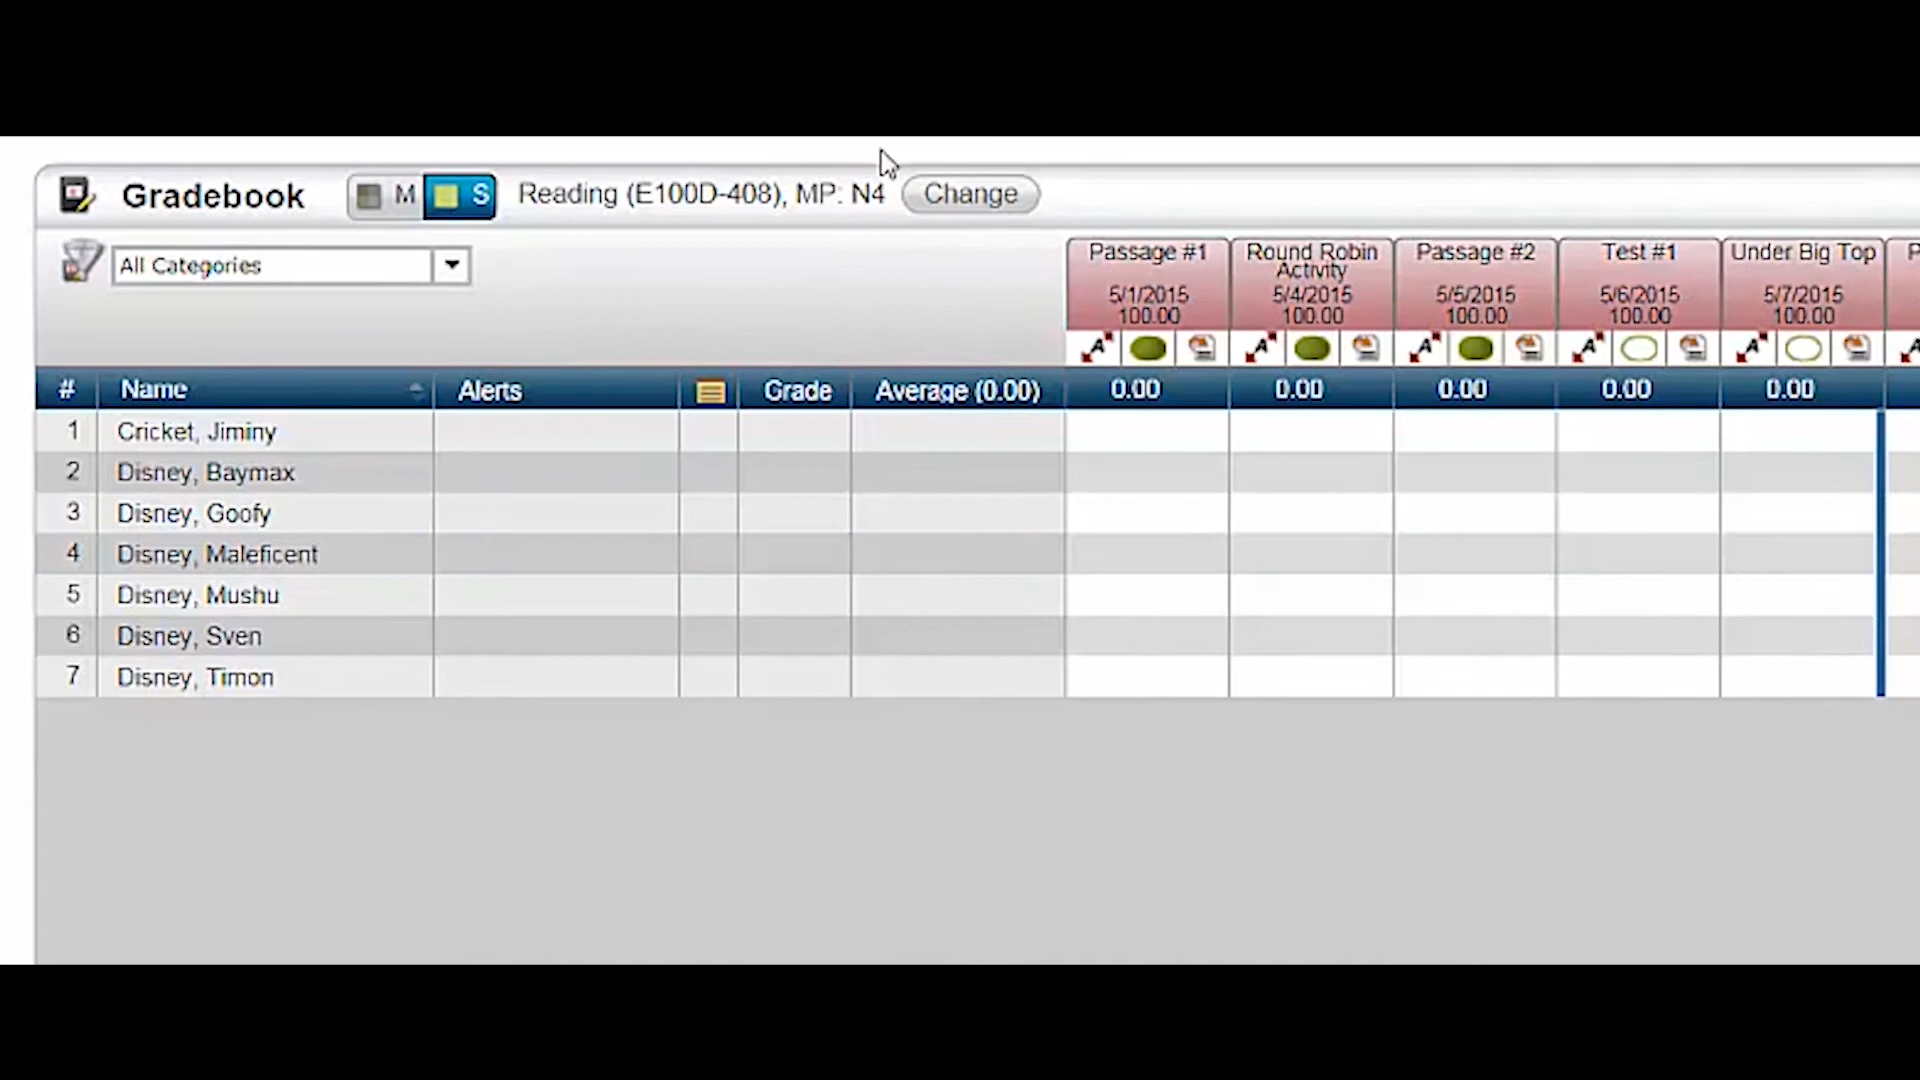 Gradebook M S Reading (E100D-408), MP: N4 Change
All Categories
Passage #1 Round Robin Activity Passage #2 Test #1 Under Big Top
5/1/2015 5/4/2015 5/5/2015 5/6/2015 5/7/2015
100.00 100.00 100.00 100.00 100.00
A A A A A
# Name Alerts Grade Average (0.00) 0.00 0.00 0.00 0.00 0.00
1 Cricket, Jiminy
2 Disney, Baymax
3 Disney, Goofy
4 Disney, Maleficent
5 Disney, Mushu
6 Disney, Sven
7 Disney, Timon